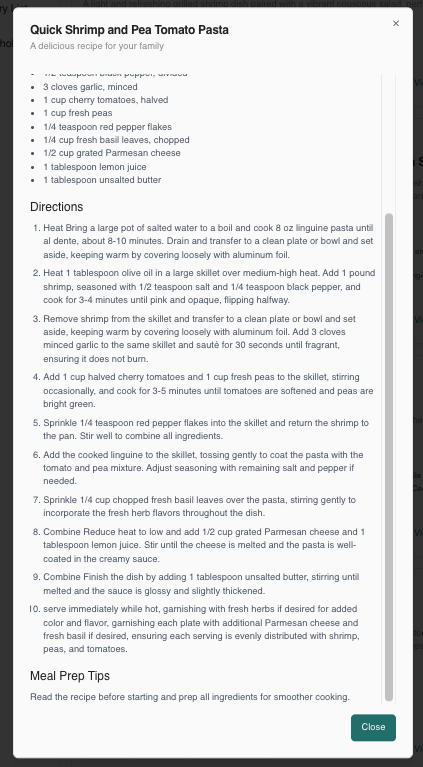 Quick Shrimp and Pea Tomato Pasta
×
A delicious recipe for your family
1/2 teaspoon black pepper, divided
3 cloves garlic, minced
1 cup cherry tomatoes, halved
1 cup fresh peas
1/4 teaspoon red pepper flakes
1/4 cup fresh basil leaves, chopped
1/2 cup grated Parmesan cheese
1 tablespoon lemon juice
1 tablespoon unsalted butter
Directions
1. Heat Bring a large pot of salted water to a boil and cook 8 oz linguine pasta until
al dente, about 8-10 minutes. Drain and transfer to a clean plate or bowl and set
aside, keeping warm by covering loosely with aluminum foil.
2. Heat 1 tablespoon olive oil in a large skillet over medium-high heat. Add 1 pound
shrimp, seasoned with 1/2 teaspoon salt and 1/4 teaspoon black pepper, and
cook for 3-4 minutes until pink and opaque, flipping halfway.
3. Remove shrimp from the skillet and transfer to a clean plate or bowl and set
aside, keeping warm by covering loosely with aluminum foil. Add 3 cloves
minced garlic to the same skillet and sauté for 30 seconds until fragrant,
ensuring it does not burn.
4. Add 1 cup halved cherry tomatoes and 1 cup fresh peas to the skillet, stirring
occasionally, and cook for 3-5 minutes until tomatoes are softened and peas are
bright green.
5. Sprinkle 1/4 teaspoon red pepper flakes into the skillet and return the shrimp to
the pan. Stir well to combine all ingredients.
6. Add the cooked linguine to the skillet, tossing gently to coat the pasta with the
tomato and pea mixture. Adjust seasoning with remaining salt and pepper if
needed.
7. Sprinkle 1/4 cup chopped fresh basil leaves over the pasta, stirring gently to
incorporate the fresh herb flavors throughout the dish.
8. Combine Reduce heat to low and add 1/2 cup grated Parmesan cheese and 1
tablespoon lemon juice. Stir until the cheese is melted and the pasta is well-
coated in the creamy sauce.
9. Combine Finish the dish by adding 1 tablespoon unsalted butter, stirring until
melted and the sauce is glossy and slightly thickened.
10. serve immediately while hot, garnishing with fresh herbs if desired for added
color and flavor, garnishing each plate with additional Parmesan cheese and
fresh basil if desired, ensuring each serving is evenly distributed with shrimp,
peas, and tomatoes.
Meal Prep Tips
Read the recipe before starting and prep all ingredients for smoother cooking.
Close